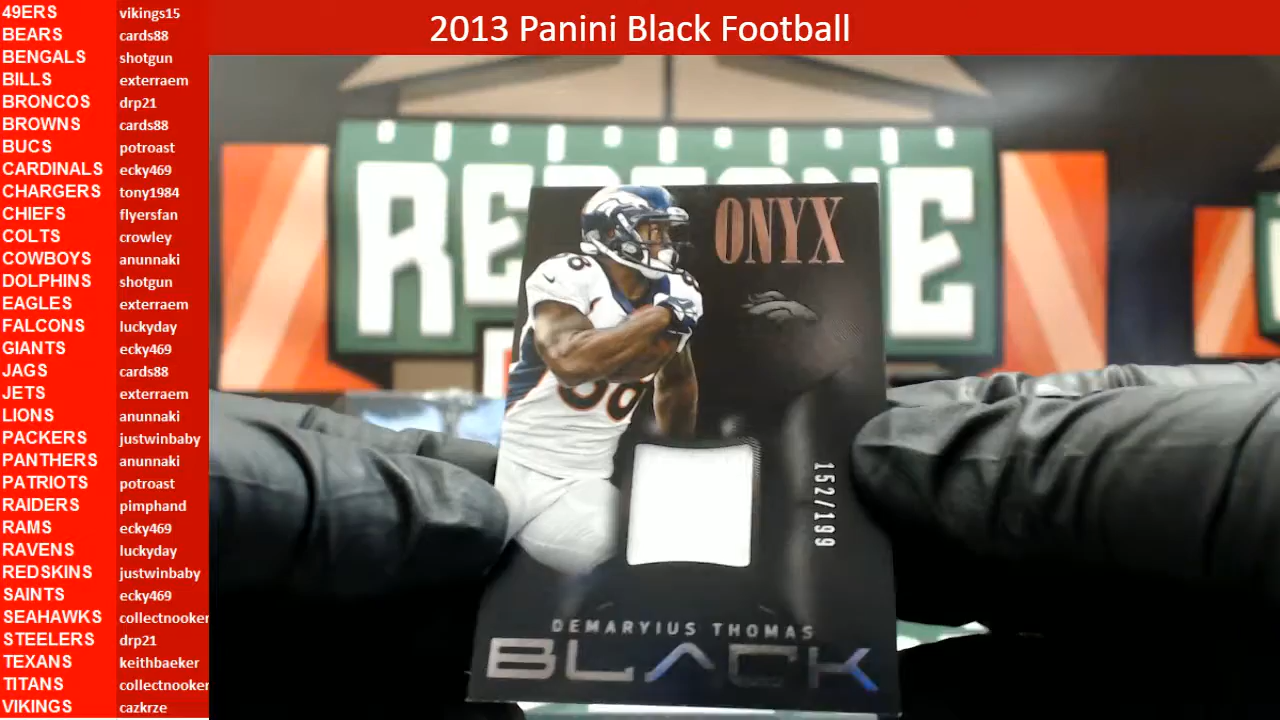 2013 Panini Black Football
49ERS vikings15
BEARS cards88
BENGALS shotgun
BILLS exterraem
BRONCOS drp21
BROWNS cards88
BUCS potroast
CARDINALS ecky469
CHARGERS tony1984
CHIEFS flyersfan
COLTS crowley
COWBOYS anunnaki
DOLPHINS shotgun
EAGLES exterraem
FALCONS luckyday
GIANTS ecky469
JAGS cards88
JETS exterraem
LIONS anunnaki
PACKERS justwinbaby
PANTHERS anunnaki
PATRIOTS potroast
RAIDERS pimphand
RAMS ecky469
RAVENS luckyday
REDSKINS justwinbaby
SAINTS ecky469
SEAHAWKS collectnooker
STEELERS drp21
TEXANS keithbaeker
TITANS collectnooker
VIKINGS cazkrze
ONYX
152/199
DEMARYIUS THOMAS
BLACK